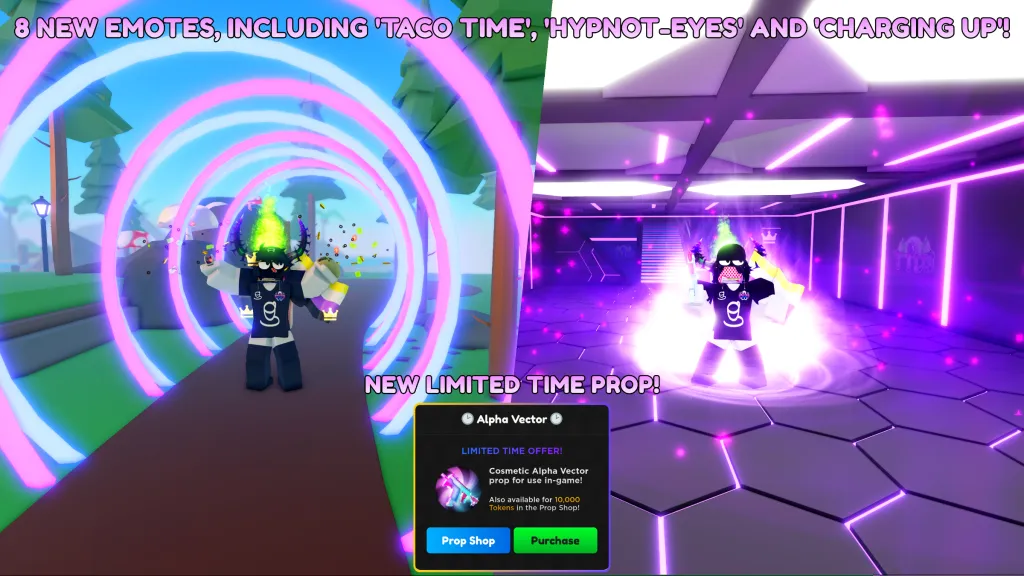 8 NEW EMOTES, INCLUDING 'TACO TIME', 'HYPNOT-EYES' AND 'CHARGING UP'!
NEW LIMITED TIME PROP!
Alpha Vector
LIMITED TIME OFFER!
Cosmetic Alpha Vector
prop for use in-game!
Also available for 10,000
Tokens in the Prop Shop!
Prop Shop
Purchase